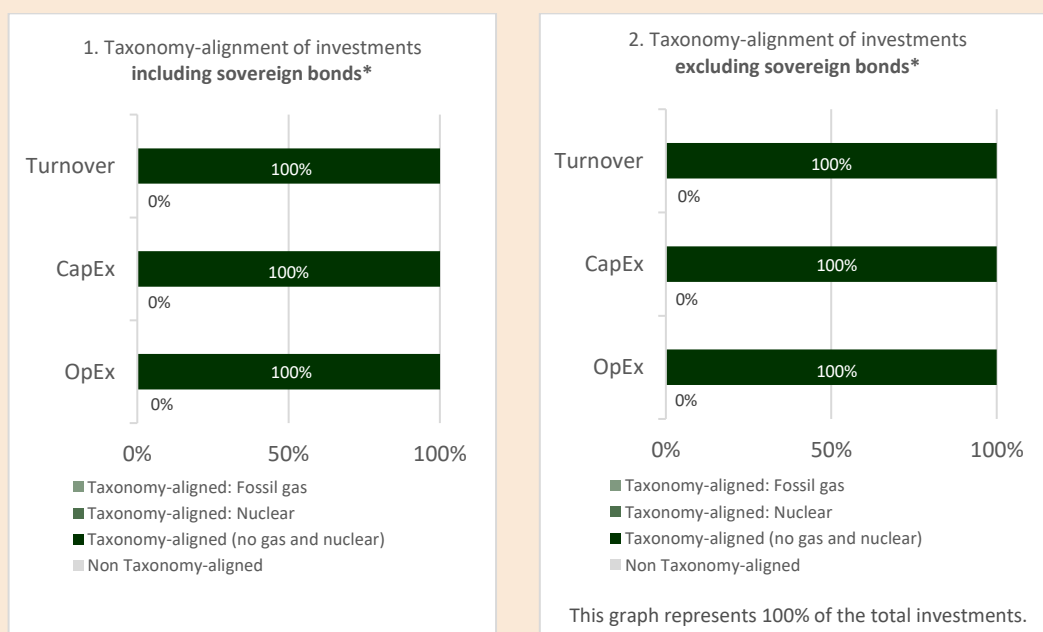 1. Taxonomy-alignment of investments
including sovereign bonds*
Turnover
100%
0%
CapEx
100%
0%
OpEx
100%
0%
0%
50%
100%
Taxonomy-aligned: Fossil gas
Taxonomy-aligned: Nuclear
Taxonomy-aligned (no gas and nuclear)
Non Taxonomy-aligned
2. Taxonomy-alignment of investments
excluding sovereign bonds*
Turnover
100%
0%
CapEx
100%
0%
OpEx
100%
0%
0%
50%
100%
Taxonomy-aligned: Fossil gas
Taxonomy-aligned: Nuclear
Taxonomy-aligned (no gas and nuclear)
Non Taxonomy-aligned
This graph represents 100% of the total investments.